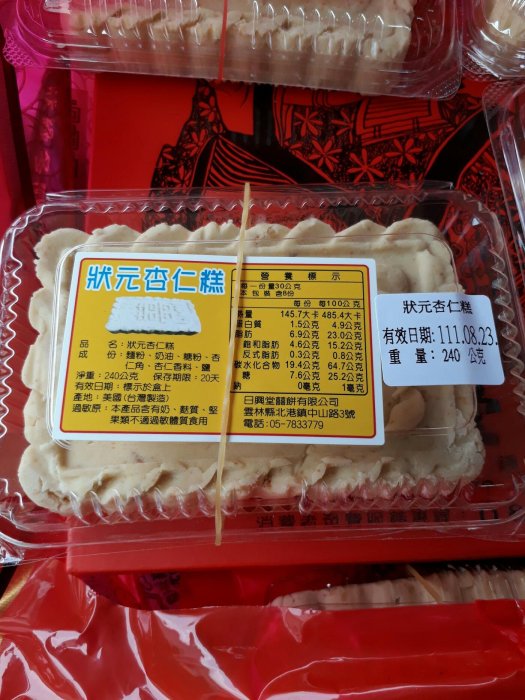 狀元杏仁糕
品　名：狀元杏仁糕
成　份：麵粉、奶油、糖粉、杏
仁角、杏仁香料、鹽
淨重：240公克　保存期限：20天
有效日期：標示於盒上
產地：美國(台灣製造)
過敏原：本產品含有奶、麩質、堅
果類不適過敏體質食用
營養標示
每一份量30公克
本包裝含8份
每份 每100公克
熱量 145.7大卡 485.4大卡
蛋白質 1.5公克 4.9公克
脂肪 6.9公克 23.0公克
飽和脂肪 4.6公克 15.2公克
反式脂肪 0.3公克 0.8公克
碳水化合物 19.4公克 64.7公克
糖 7.6公克 25.2公克
鈉 0毫克 1毫克
日興堂囍餅有限公司
雲林縣北港鎮中山路3號
電話:05-7833779
狀元杏仁糕
有效日期:111.08.23.
重　量：240 公克